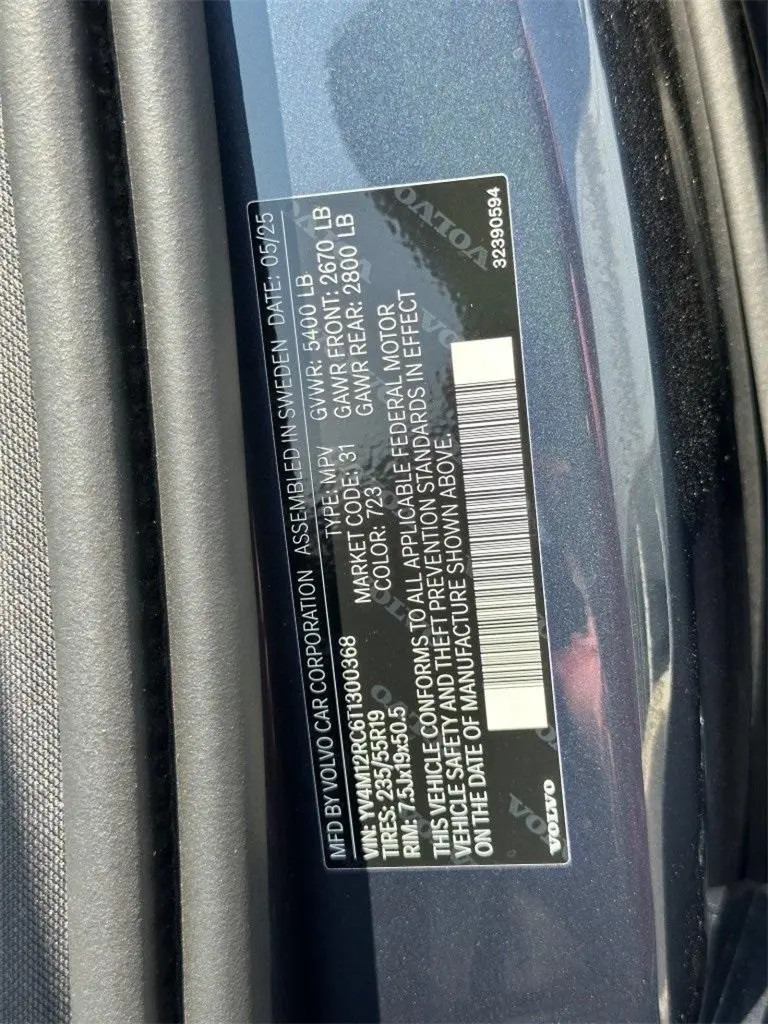 MFD BY VOLVO CAR CORPORATION ASSEMBLED IN SWEDEN DATE: 05/25
VIN: YV4M12RC6T1300368 TYPE: MPV GVWR: 5400 LB
TIRES: 235/55R19 MARKET CODE: 31 GAWR FRONT: 2670 LB
RIM: 7.5Jx19x50.5 COLOR: 723 GAWR REAR: 2800 LB
THIS VEHICLE CONFORMS TO ALL APPLICABLE FEDERAL MOTOR
VEHICLE SAFETY AND THEFT PREVENTION STANDARDS IN EFFECT
ON THE DATE OF MANUFACTURE SHOWN ABOVE.
VOLVO 32390594